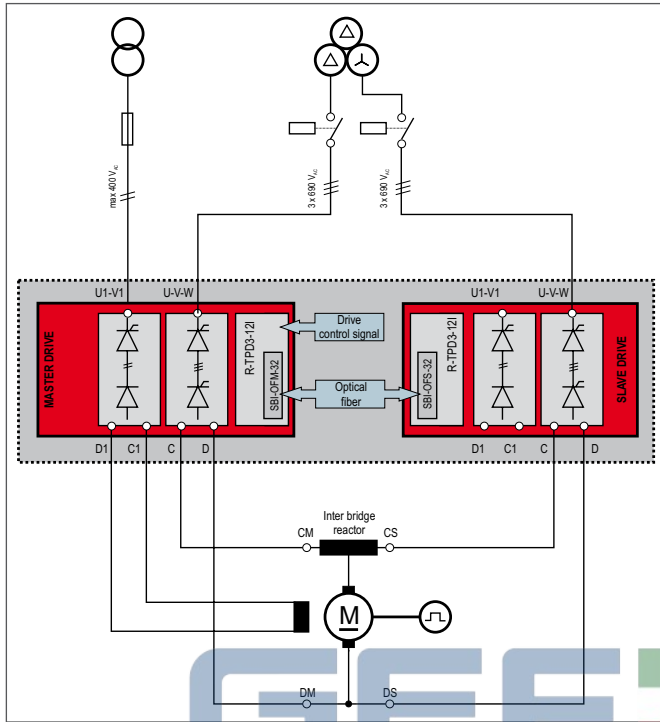 max 400 VAC
3 x 690 VAC
3 x 690 VAC
U1-V1
U-V-W
U1-V1
U-V-W
MASTER DRIVE
R-TPD3-12I
SBI-OFM-32
Drive
control signal
Optical
fiber
SBI-OFS-32
R-TPD3-12I
SLAVE DRIVE
D1
C1
C
D
D1
C1
C
D
Inter bridge
reactor
CM
CS
M
DM
DS